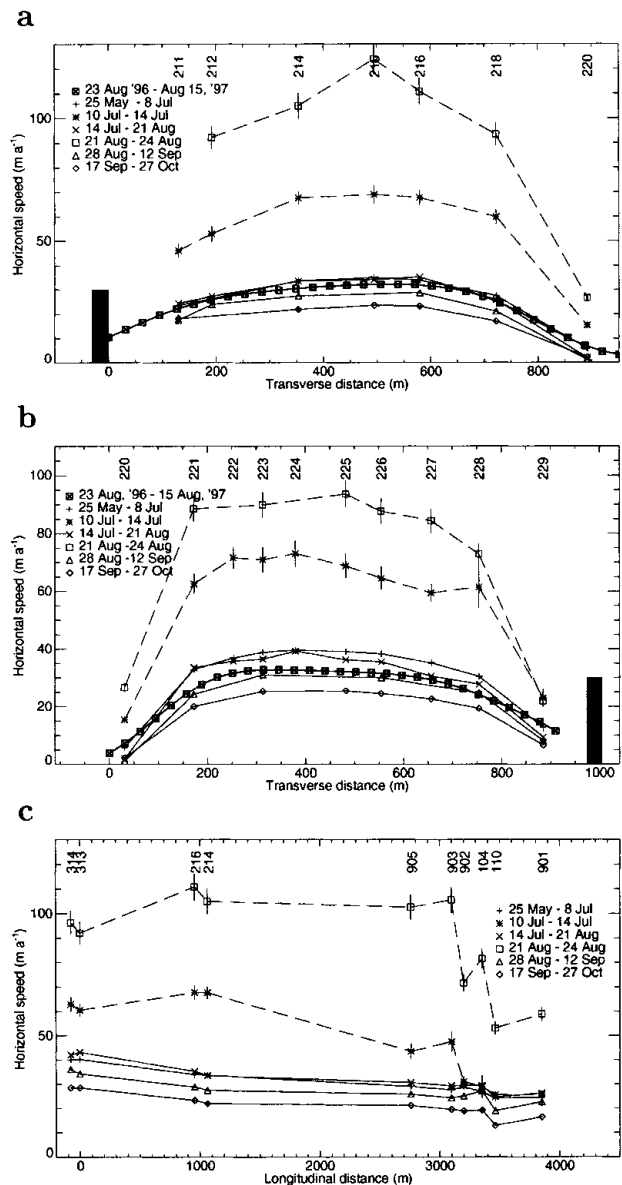 a
211 212 214 215 216 218 220
23 Aug '96 - Aug 15, '97
25 May - 8 Jul
10 Jul - 14 Jul
14 Jul - 21 Aug
21 Aug - 24 Aug
28 Aug - 12 Sep
17 Sep - 27 Oct
100
50
0
Horizontal speed (m a⁻¹)
0 200 400 600 800
Transverse distance (m)
b
220 221 222 223 224 225 226 227 228 229
23 Aug, '96 - 15 Aug, '97
25 May - 8 Jul
10 Jul - 14 Jul
14 Jul - 21 Aug
21 Aug - 24 Aug
28 Aug - 12 Sep
17 Sep - 27 Oct
100
80
60
40
20
0
Horizontal speed (m a⁻¹)
0 200 400 600 800 1000
Transverse distance (m)
c
314 313 216 214 905 903 902 104 110 901
25 May - 8 Jul
10 Jul - 14 Jul
14 Jul - 21 Aug
21 Aug - 24 Aug
28 Aug - 12 Sep
17 Sep - 27 Oct
100
50
0
Horizontal speed (m a⁻¹)
0 1000 2000 3000 4000
Longitudinal distance (m)